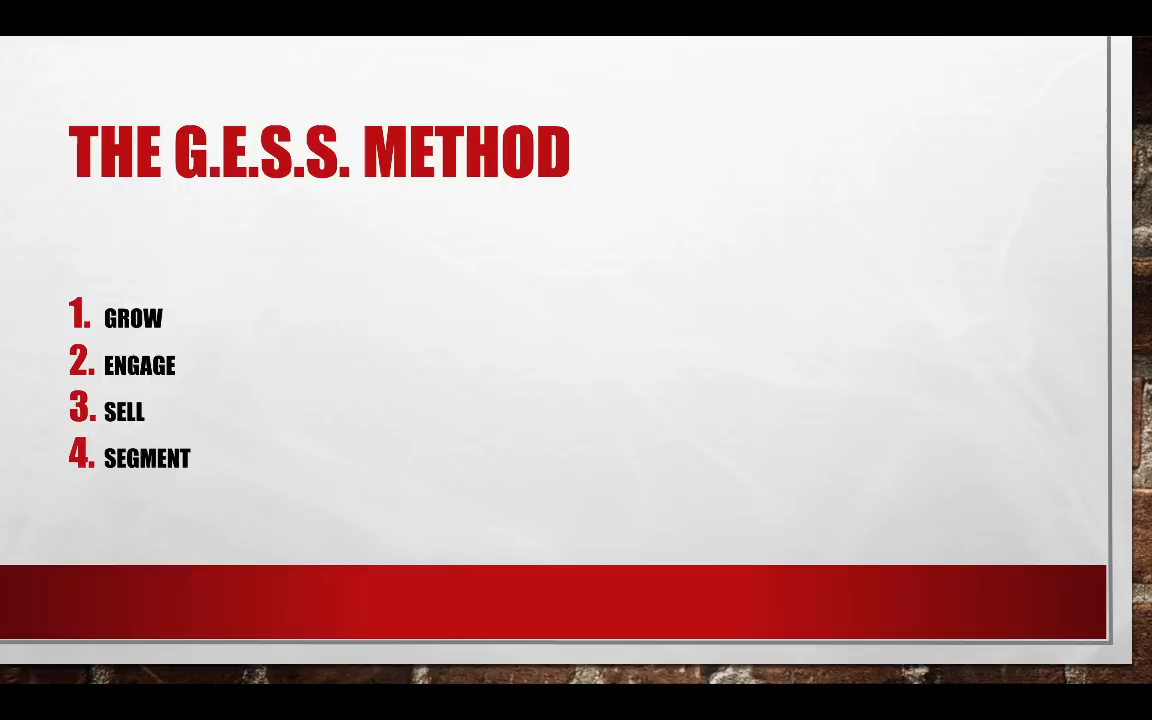 THE G.E.S.S. METHOD
1. GROW
2. ENGAGE
3. SELL
4. SEGMENT